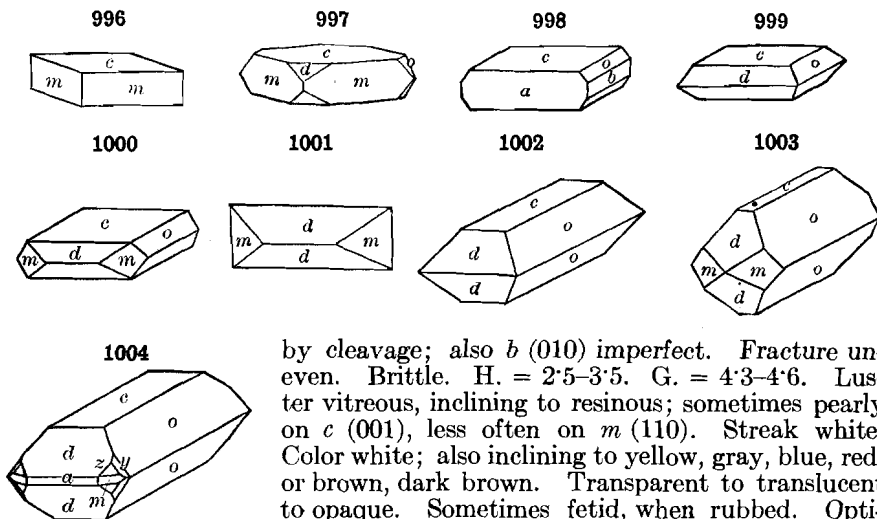 996 997 998 999
c m m
c d m m o
c o a b
c d o
1000 1001 1002 1003
c o m d m
d m m d
c o d o d
c o d m m o d
1004
c o d z y a o m d
by cleavage; also b (010) imperfect. Fracture un-
even. Brittle. H. = 2·5–3·5. G. = 4·3–4·6. Lus-
ter vitreous, inclining to resinous; sometimes pearly
on c (001), less often on m (110). Streak white.
Color white; also inclining to yellow, gray, blue, red,
or brown, dark brown. Transparent to translucent
to opaque. Sometimes fetid, when rubbed. Opti-